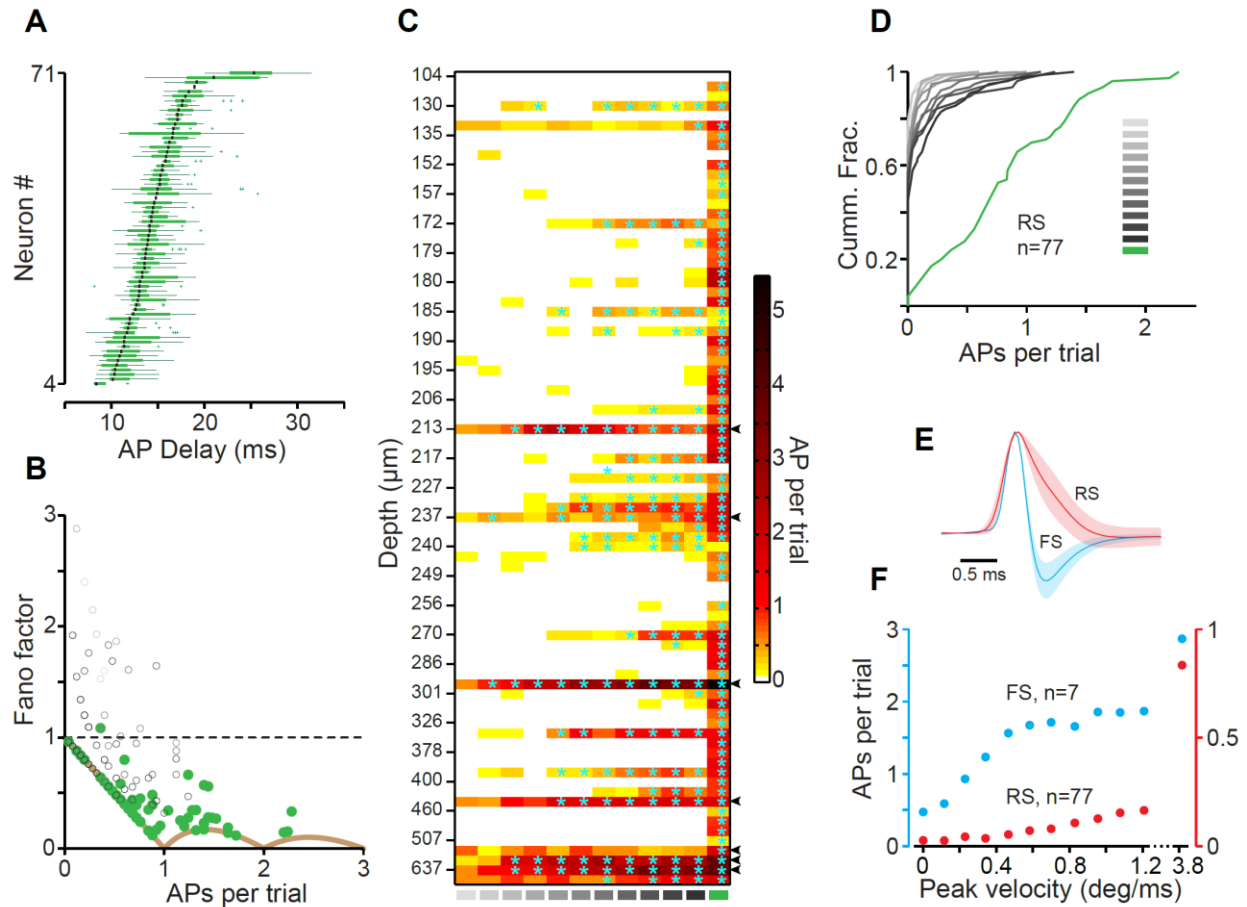 A
71
Neuron #
4
10 20 30
AP Delay (ms)
B
Fano factor
3
2
1
0
0 1 2 3
APs per trial
C
Depth (µm)
104
130
135
152
157
172
179
180
185
190
195
206
213
217
227
237
240
249
256
270
286
301
326
378
400
460
507
637
5
4
3
2
1
0
AP per trial
D
Cumm. Frac.
1
0.6
0.2
RS
n=77
0 1 2
APs per trial
E
RS
FS
0.5 ms
F
APs per trial
3
2
1
0
FS, n=7
RS, n=77
1
0.5
0
0 0.4 0.8 1.2 3.8
Peak velocity (deg/ms)